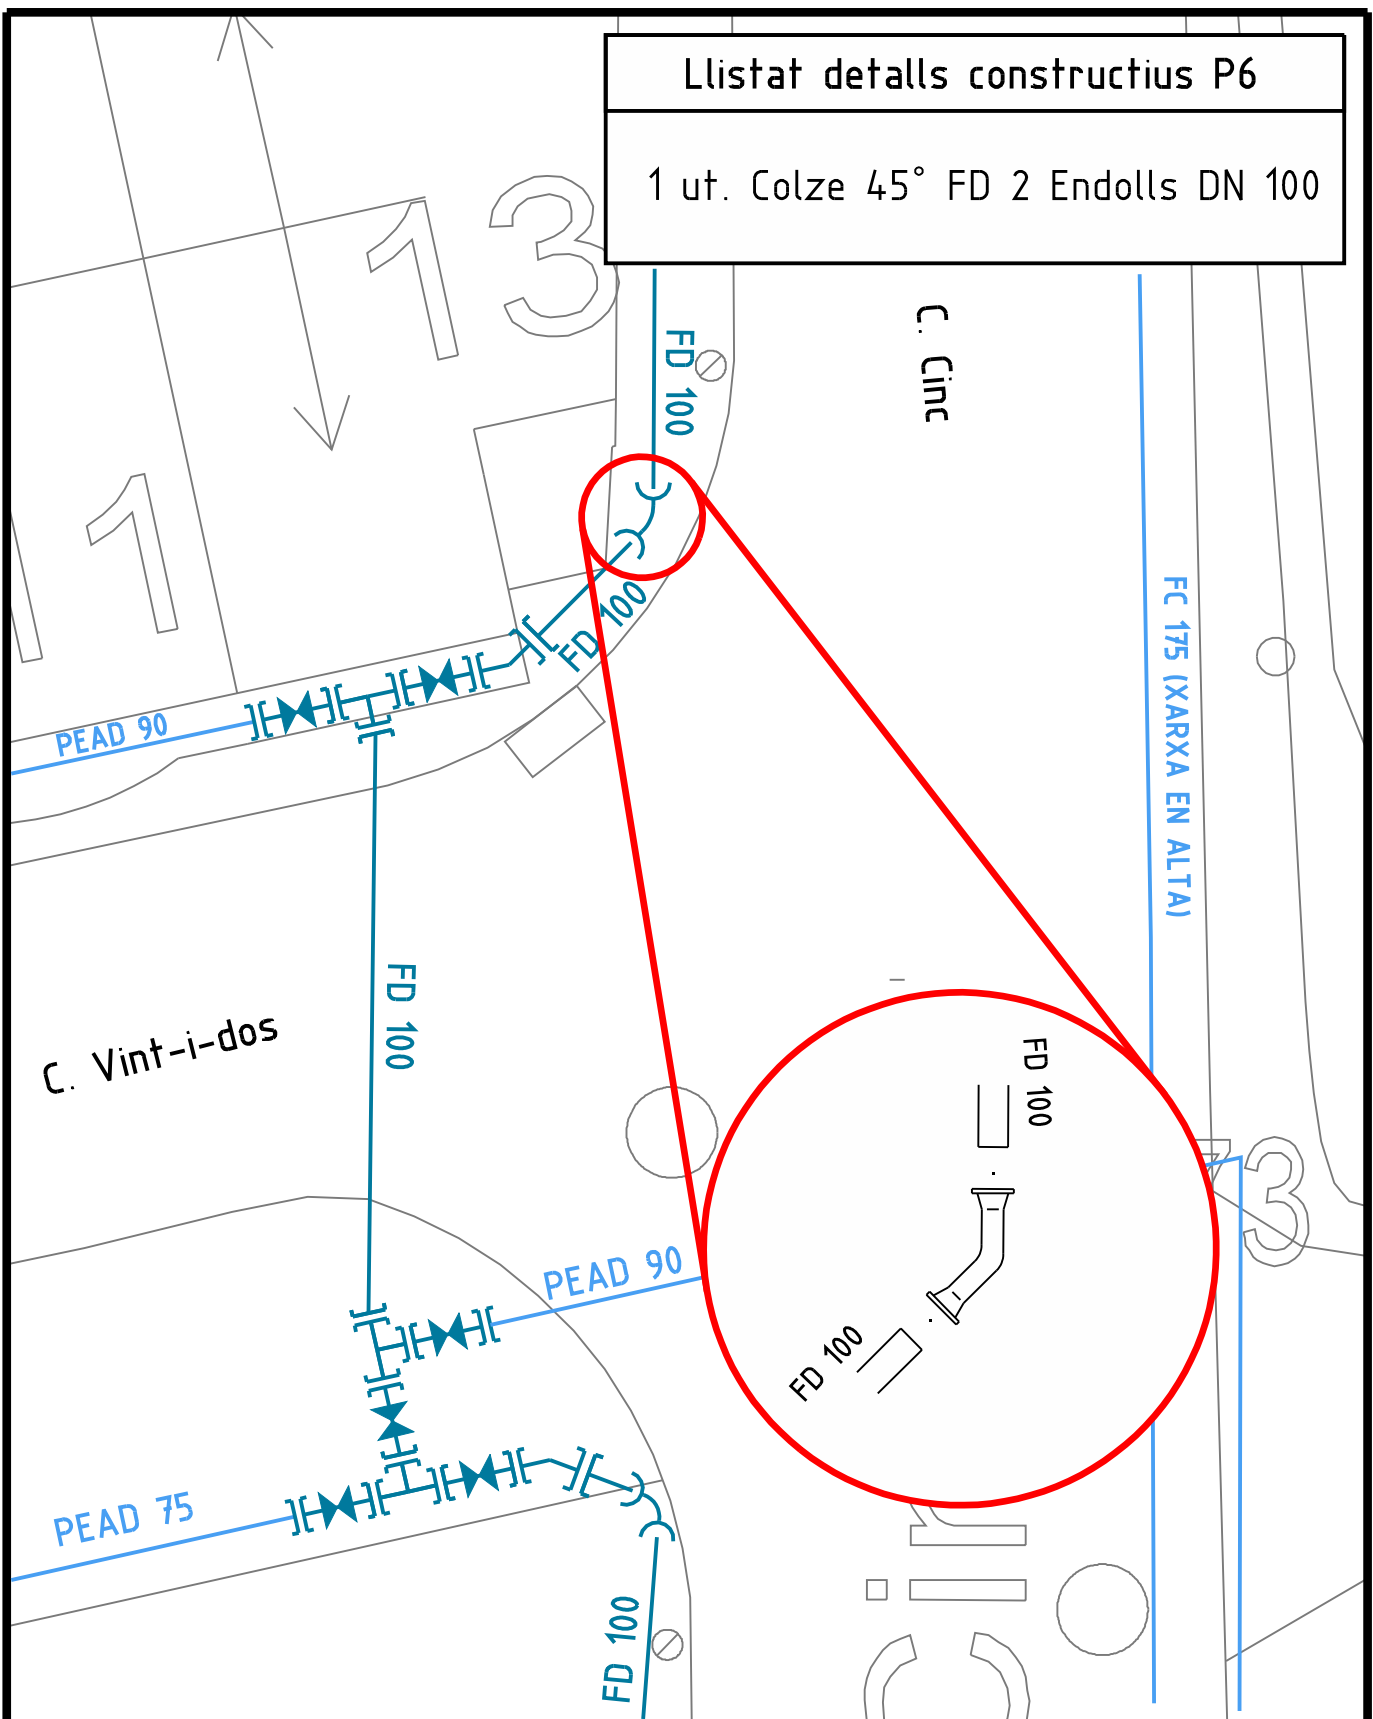 Llistat detalls constructius P6
1 ut. Colze 45° FD 2 Endolls DN 100
13
FD 100
C. Cinc
11
FD 100
FC 175 (XARXA EN ALTA)
PEAD 90
FD 100
C. Vint-i-dos
FD 100
73
PEAD 90
FD 100
PEAD 75
FD 100